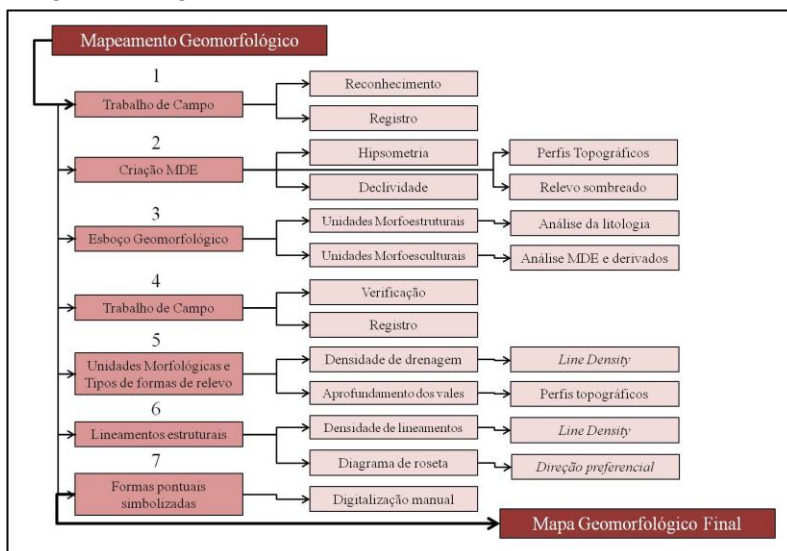 Mapeamento Geomorfológico
1
Trabalho de Campo
Reconhecimento
Registro
2
Criação MDE
Hipsometria
Declividade
Perfis Topográficos
Relevo sombreado
3
Esboço Geomorfológico
Unidades Morfoestruturais
Análise da litologia
Unidades Morfoesculturais
Análise MDE e derivados
4
Trabalho de Campo
Verificação
Registro
5
Unidades Morfológicas e
Tipos de formas de relevo
Densidade de drenagem
Line Density
Aprofundamento dos vales
Perfis topográficos
6
Lineamentos estruturais
Densidade de lineamentos
Line Density
Diagrama de roseta
Direção preferencial
7
Formas pontuais
simbolizadas
Digitalização manual
Mapa Geomorfológico Final